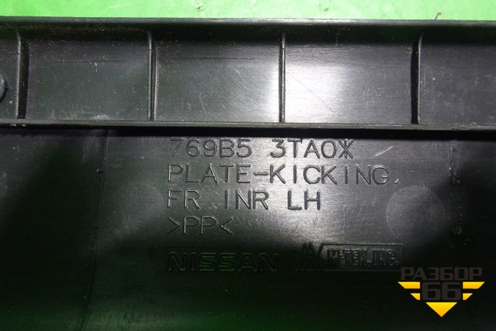 769B5 3TA0X
PLATE-KICKING
FR INR LH
>PP<
NISSAN
РАЗБОР
66